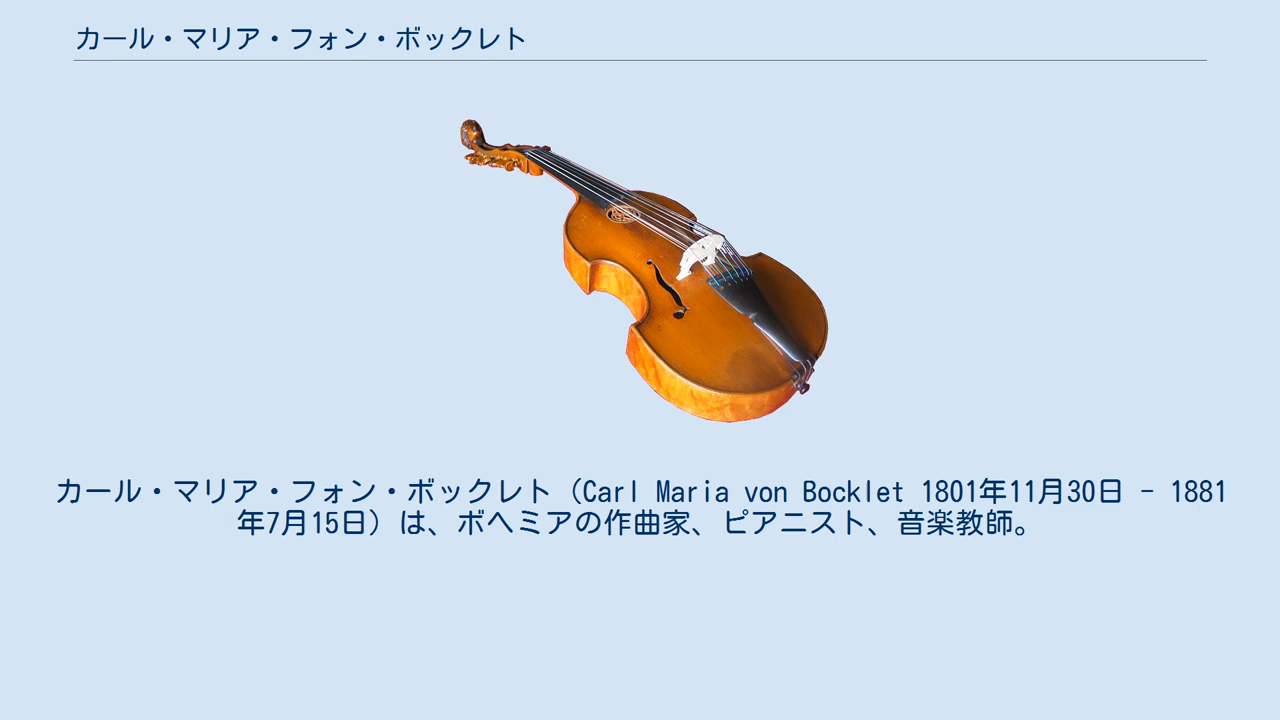 カール・マリア・フォン・ボックレト
カール・マリア・フォン・ボックレト（Carl Maria von Bocklet 1801年11月30日 - 1881
年7月15日）は、ボヘミアの作曲家、ピアニスト、音楽教師。